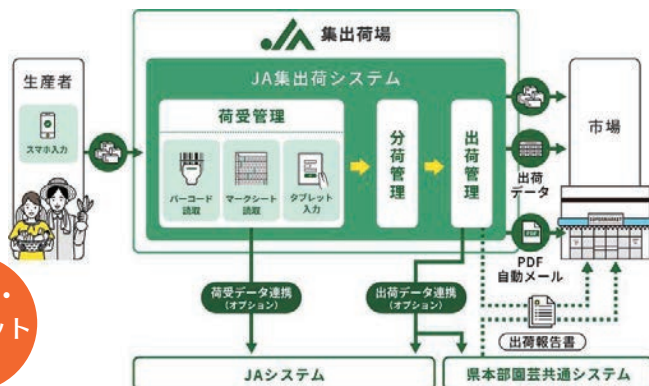 JA 集出荷場
JA集出荷システム
生産者
スマホ入力
荷受管理
バーコード
読取
マークシート
読取
タブレット
入力
分荷管理
出荷管理
出荷
データ
PDF
PDF
自動メール
市場
SUPERMARKET
荷受データ連携
(オプション)
出荷データ連携
(オプション)
出荷報告書
JAシステム
県本部園芸共通システム
・
ット